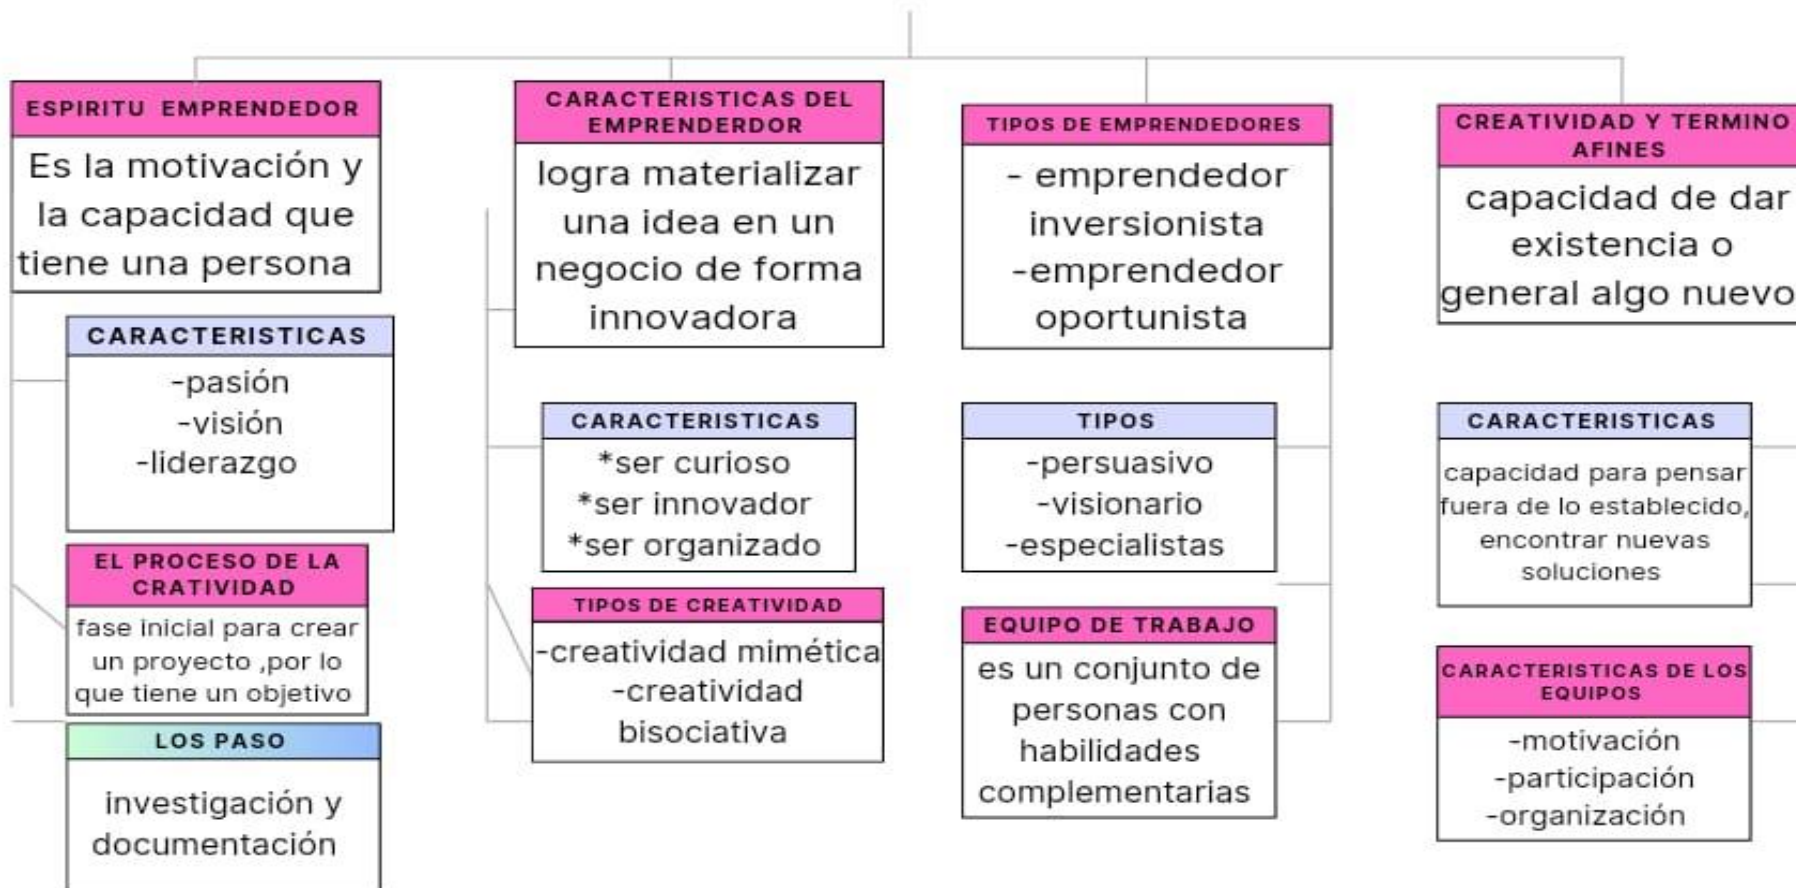 ESPIRITU EMPRENDEDOR
Es la motivación y
la capacidad que
tiene una persona
CARACTERISTICAS
-pasión
-visión
-liderazgo
EL PROCESO DE LA
CRATIVIDAD
fase inicial para crear
un proyecto ,por lo
que tiene un objetivo
LOS PASO
investigación y
documentación
CARACTERISTICAS DEL
EMPRENDERDOR
logra materializar
una idea en un
negocio de forma
innovadora
CARACTERISTICAS
*ser curioso
*ser innovador
*ser organizado
TIPOS DE CREATIVIDAD
-creatividad mimética
-creatividad
bisociativa
TIPOS DE EMPRENDEDORES
- emprendedor
inversionista
-emprendedor
oportunista
TIPOS
-persuasivo
-visionario
-especialistas
EQUIPO DE TRABAJO
es un conjunto de
personas con
habilidades
complementarias
CREATIVIDAD Y TERMINO
AFINES
capacidad de dar
existencia o
general algo nuevo
CARACTERISTICAS
capacidad para pensar
fuera de lo establecido,
encontrar nuevas
soluciones
CARACTERISTICAS DE LOS
EQUIPOS
-motivación
-participación
-organización